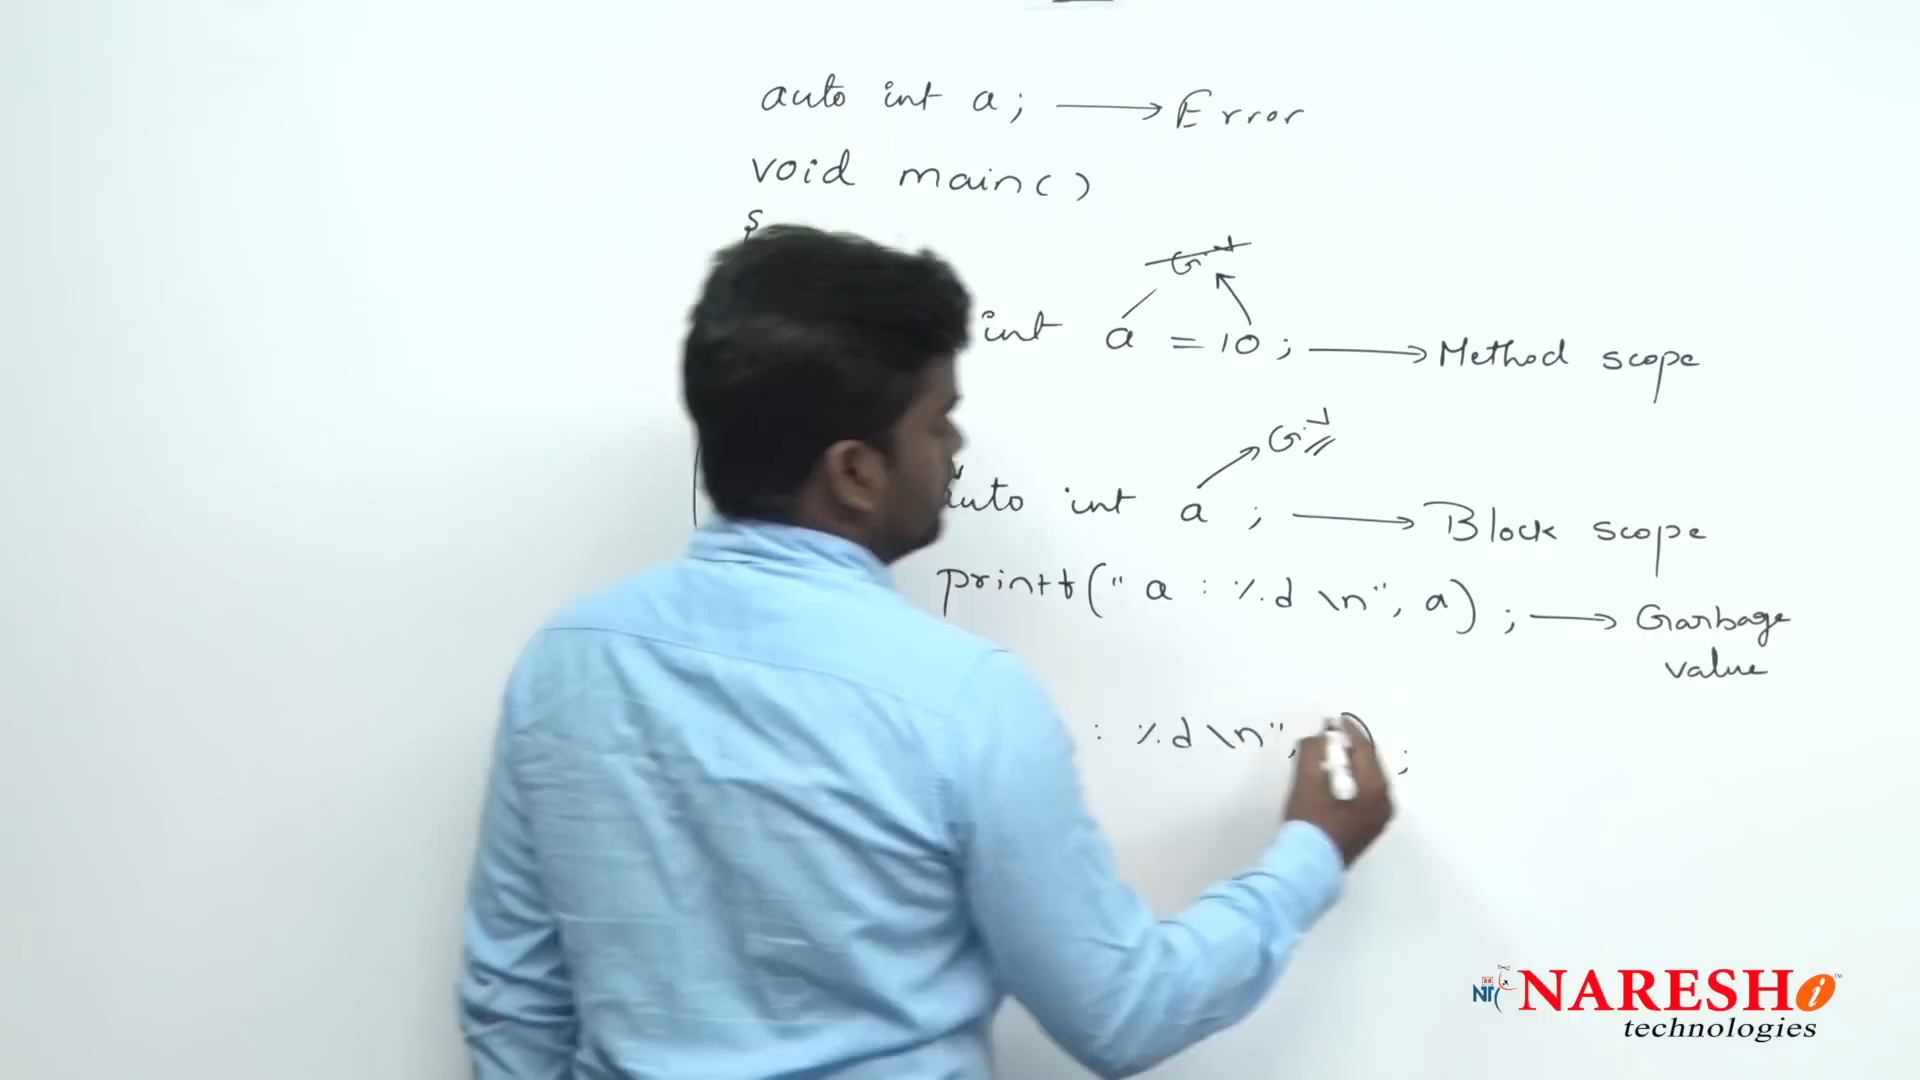 auto int a; → Error
void main()
{
G.V
int a = 10; → Method scope
G.V
auto int a ; → Block scope
printf(" a : %d \n", a) ; → Garbage
value
: %d \n", ) ;
NARESH i
technologies